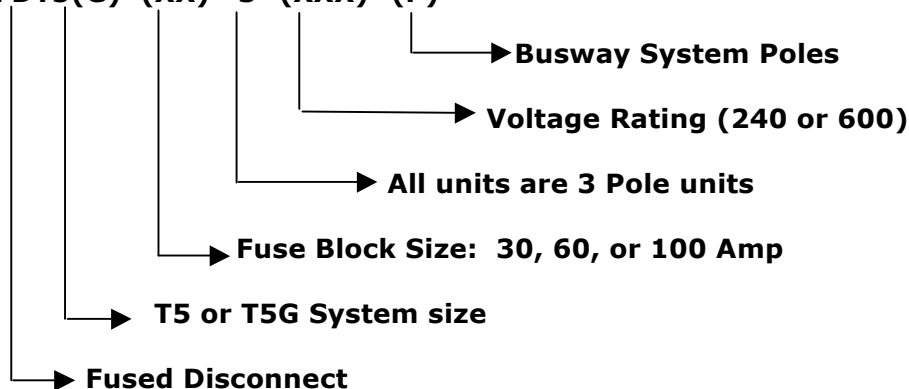 Busway System Poles
Voltage Rating (240 or 600)
All units are 3 Pole units
Fuse Block Size: 30, 60, or 100 Amp
T5 or T5G System size
Fused Disconnect